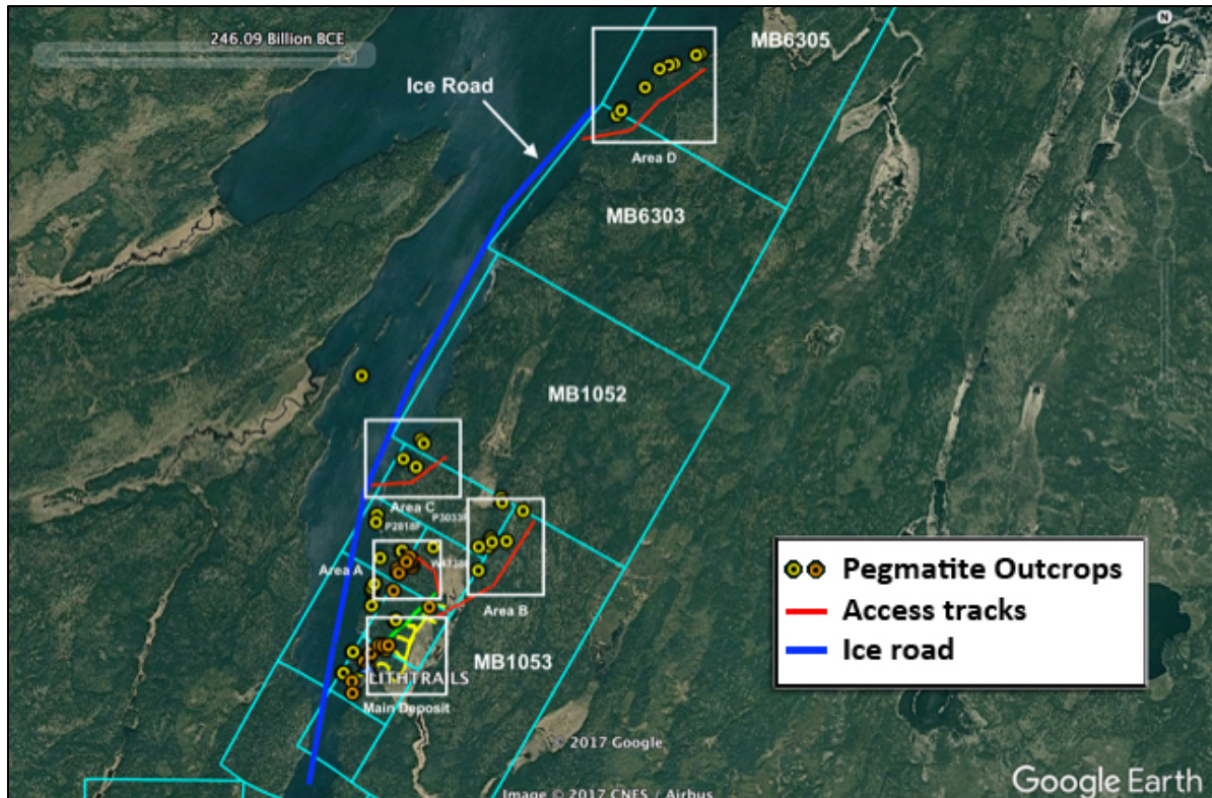 246.09 Billion BCE
N
MB6305
Ice Road
Area D
MB6303
MB1052
Area C
P3033F
P2818F
Area A
Area B
MB1053
LITHTRAILS
Main Deposit
Pegmatite Outcrops
Access tracks
Ice road
© 2017 Google
Google Earth
Image © 2017 CNES / Airbus